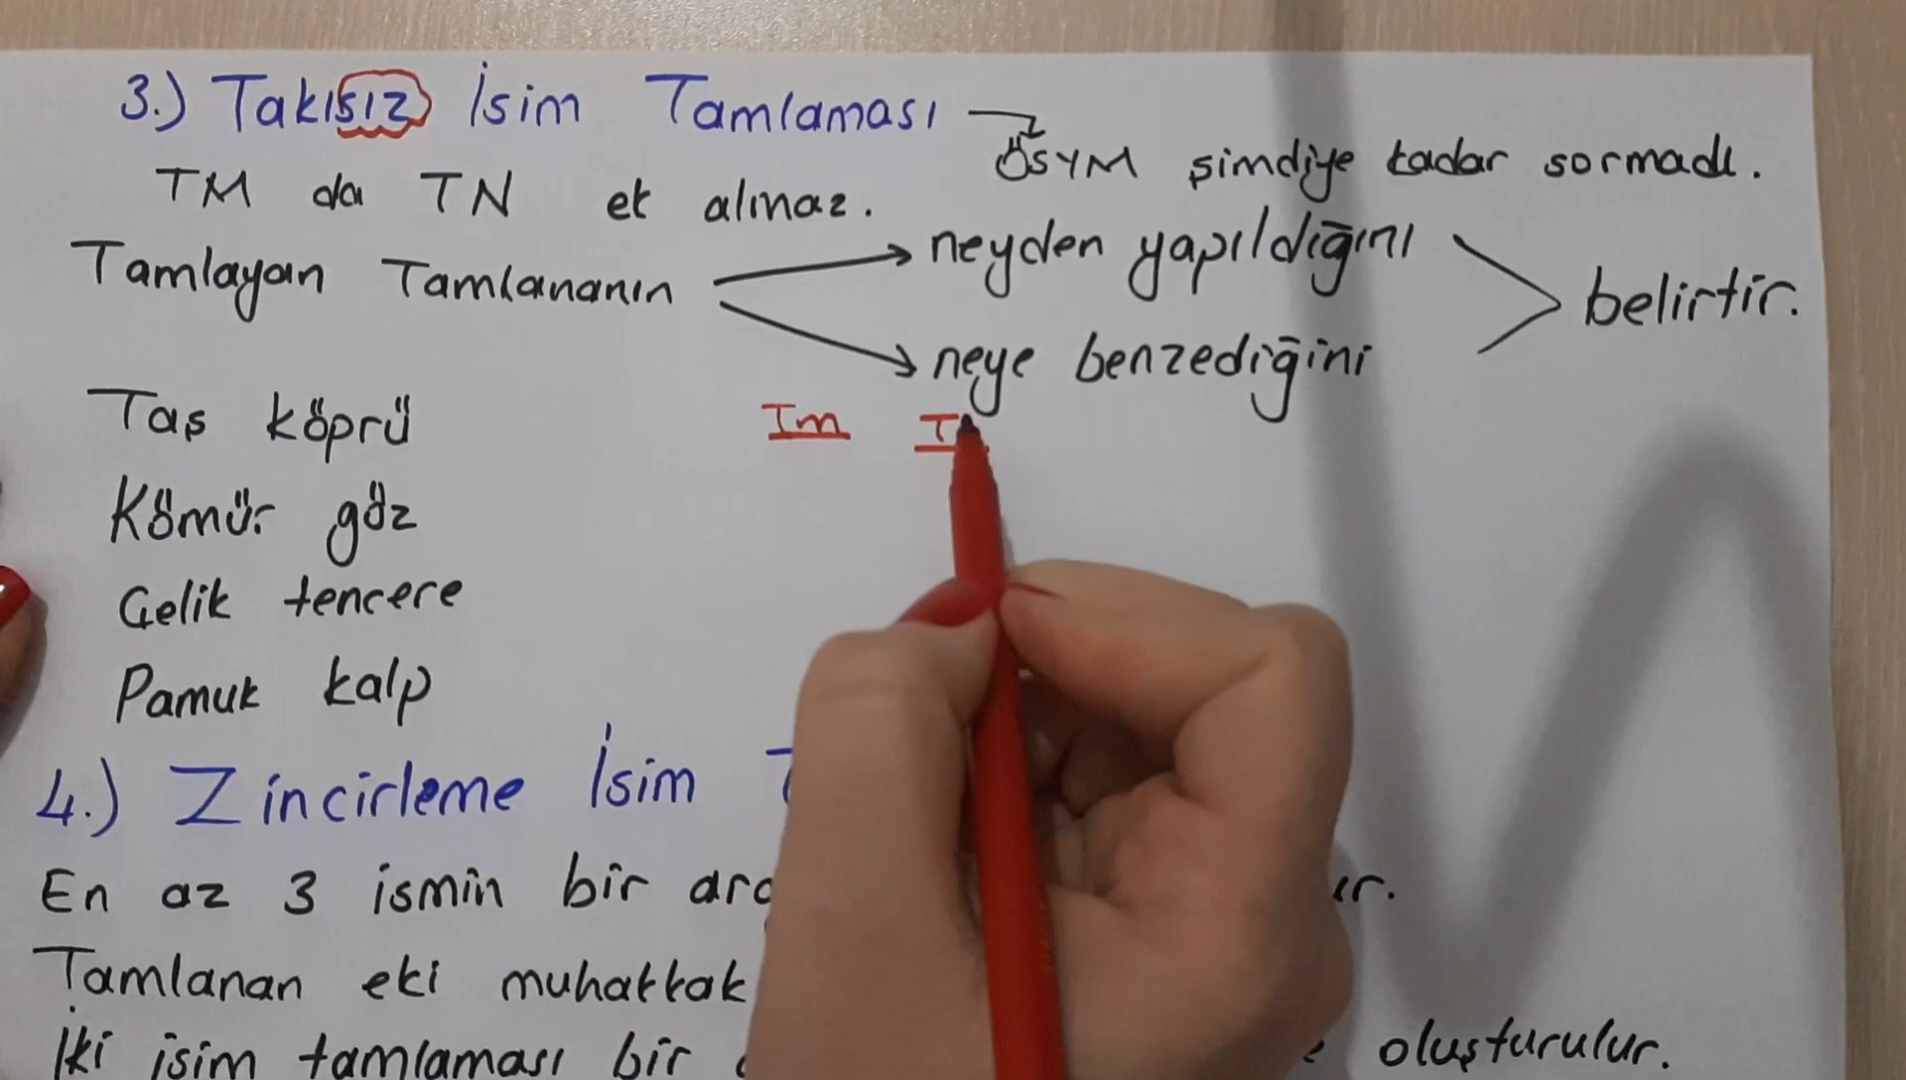 3.) Takısız İsim Tamlaması
ÖSYM şimdiye kadar sormadı.
TM da TN ek almaz.
Tamlayan Tamlananın
neyden yapıldığını
neye benzediğini
belirtir.
Taş köprü
Tm T
Kömür göz
Çelik tencere
Pamuk kalp
4.) Zincirleme İsim
En az 3 ismin bir
Tamlanan eki muhakkak
İki isim tamlaması bir oluşturulur.